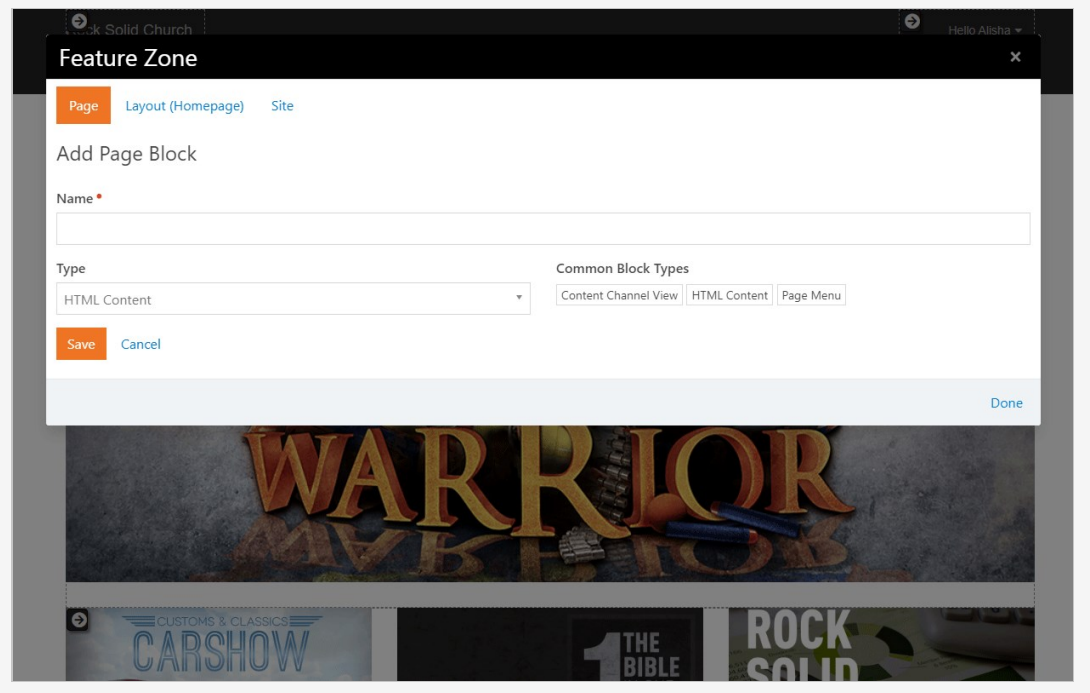 Rock Solid Church
Hello Alisha
Feature Zone
×
Page Layout (Homepage) Site
Add Page Block
Name
Type
HTML Content
Common Block Types
Content Channel View HTML Content Page Menu
Save Cancel
Done
WARRIOR
CUSTOMS & CLASSICS
CARSHOW
1 THE
BIBLE
ROCK
SOLID